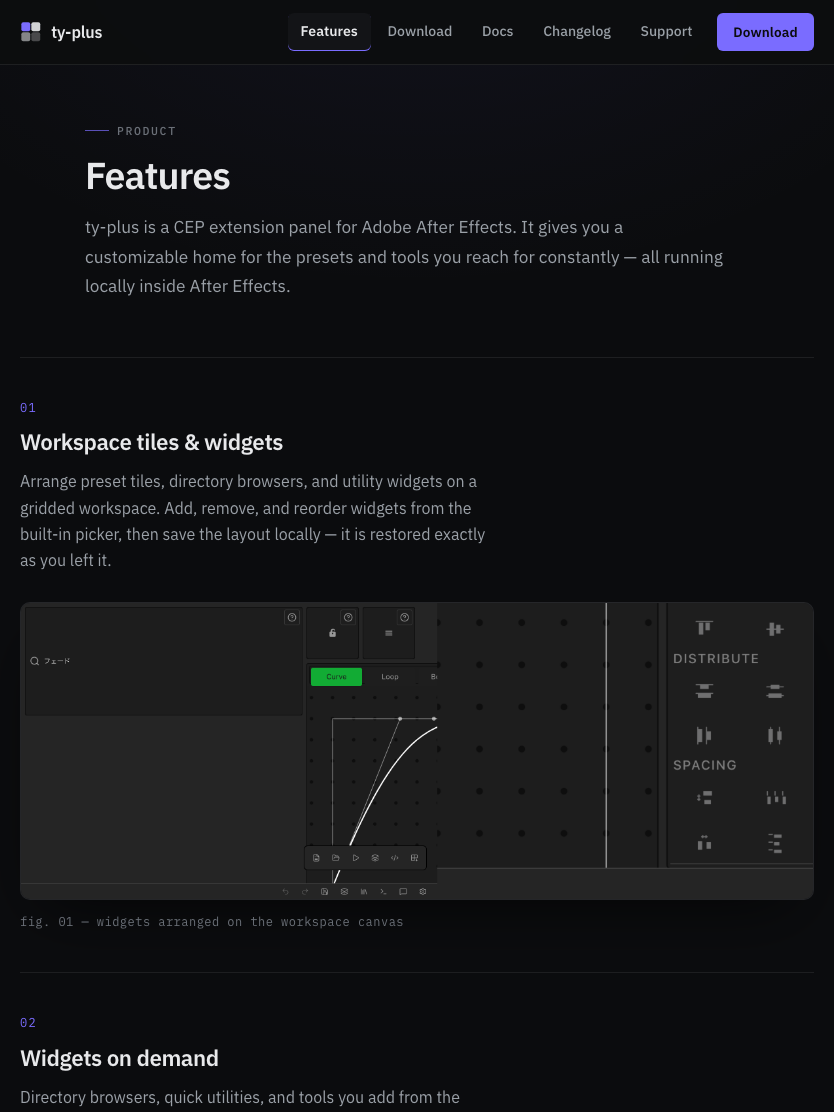 ty-plus
Features
Download
Docs
Changelog
Support
Download
PRODUCT
Features
ty-plus is a CEP extension panel for Adobe After Effects. It gives you a
customizable home for the presets and tools you reach for constantly — all running
locally inside After Effects.
01
Workspace tiles & widgets
Arrange preset tiles, directory browsers, and utility widgets on a
gridded workspace. Add, remove, and reorder widgets from the
built-in picker, then save the layout locally — it is restored exactly
as you left it.
フェード
Curve
Loop
DISTRIBUTE
SPACING
fig. 01 — widgets arranged on the workspace canvas
02
Widgets on demand
Directory browsers, quick utilities, and tools you add from the